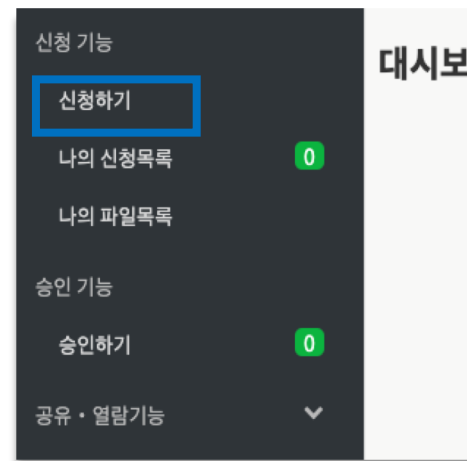 신청 기능
대시보
신청하기
나의 신청목록 0
나의 파일목록
승인 기능
승인하기 0
공유・열람기능